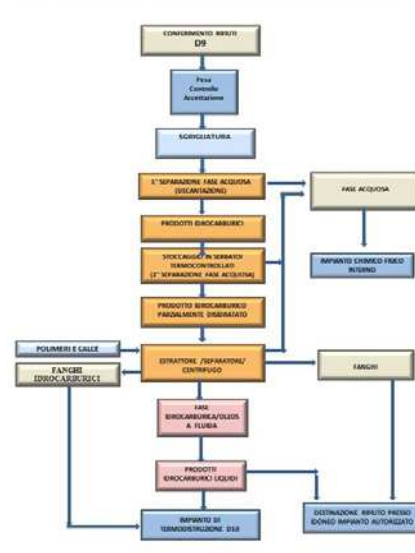 CONFERIMENTO RIFIUTI
D9
Pesa
Controllo
Accettazione
SGRIGLIATURA
1° SEPARAZIONE FASE ACQUOSA
(DECANTAZIONE)
FASE ACQUOSA
PRODOTTI IDROCARBURICI
STOCCAGGIO IN SERBATOI
TERMOCONTROLLATI
(2° SEPARAZIONE FASE ACQUOSA)
IMPIANTO CHIMICO FISICO
INTERNO
PRODOTTO IDROCARBURICO
PARZIALMENTE DISIDRATATO
POLIMERI E CALCE
ESTRATTORE /SEPARATORE/
CENTRIFUGO
FANGHI
IDROCARBURICI
FANGHI
FASE
IDROCARBURICA/OLEOS
A FLUIDA
PRODOTTI
IDROCARBURICI LIQUIDI
IMPIANTO DI
TERMODISTRUZIONE D10
DESTINAZIONE RIFIUTO PRESSO
IDONEO IMPIANTO AUTORIZZATO